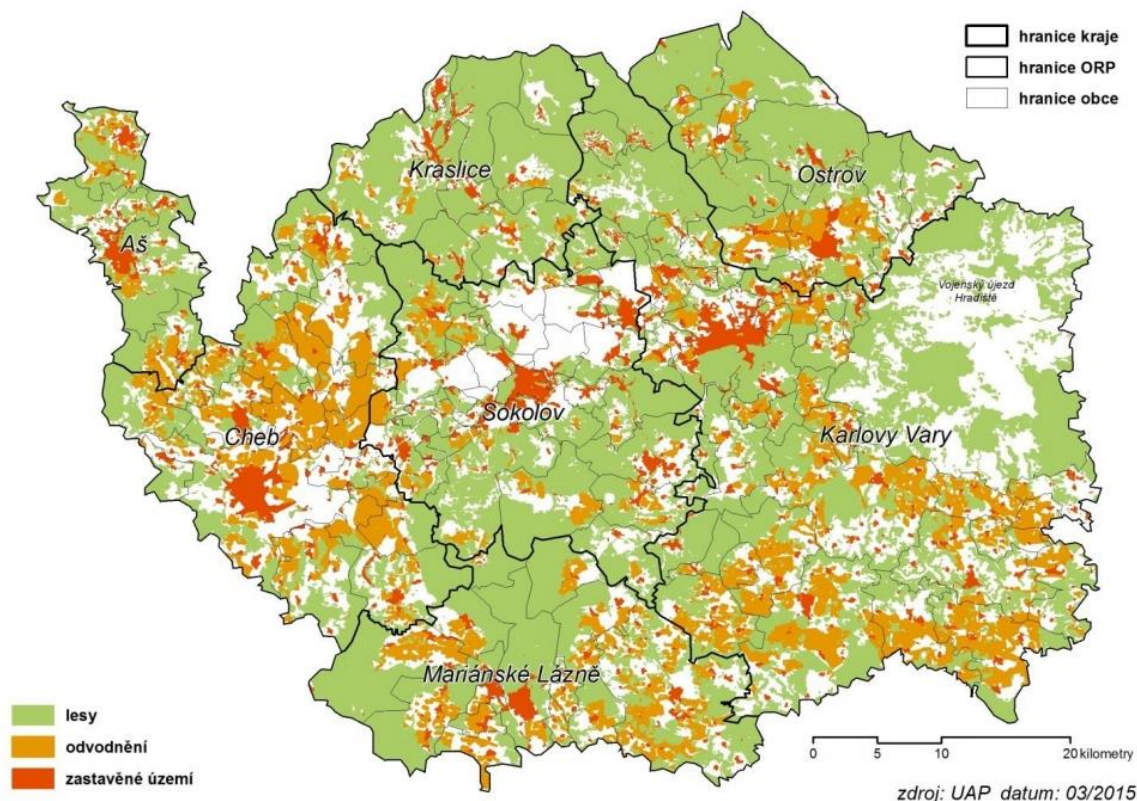 hranice kraje
hranice ORP
hranice obce
Kraslice
Ostrov
Aš
Vojenský újezd
Hradiště
Sokolov
Cheb
Karlovy Vary
Mariánské Lázně
lesy
odvodnění
zastavěné území
0 5 10 20 kilometry
zdroj: UAP datum: 03/2015